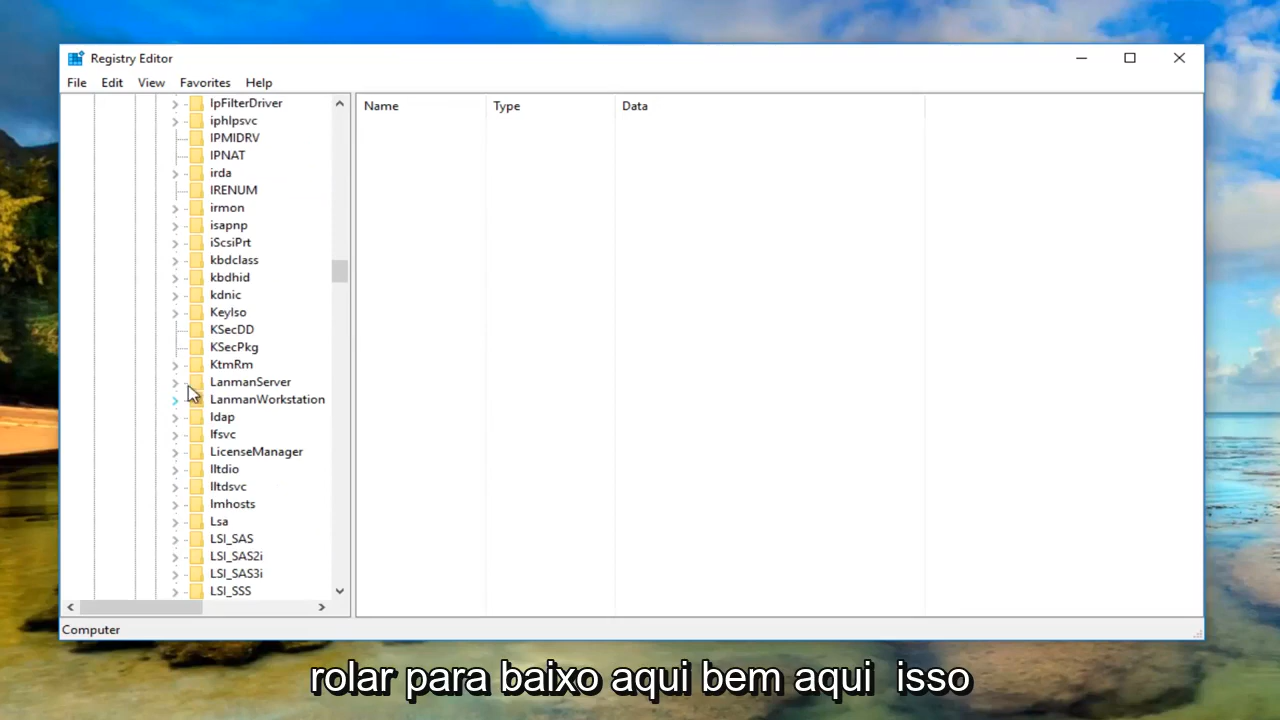 Registry Editor
File Edit View Favorites Help
Name Type Data
IpFilterDriver
iphlpsvc
IPMIDRV
IPNAT
irda
IRENUM
irmon
isapnp
iScsiPrt
kbdclass
kbdhid
kdnic
KeyIso
KSecDD
KSecPkg
KtmRm
LanmanServer
LanmanWorkstation
ldap
lfsvc
LicenseManager
lltdio
lltdsvc
lmhosts
Lsa
LSI_SAS
LSI_SAS2i
LSI_SAS3i
LSI_SSS
Computer
rolar para baixo aqui bem aqui isso